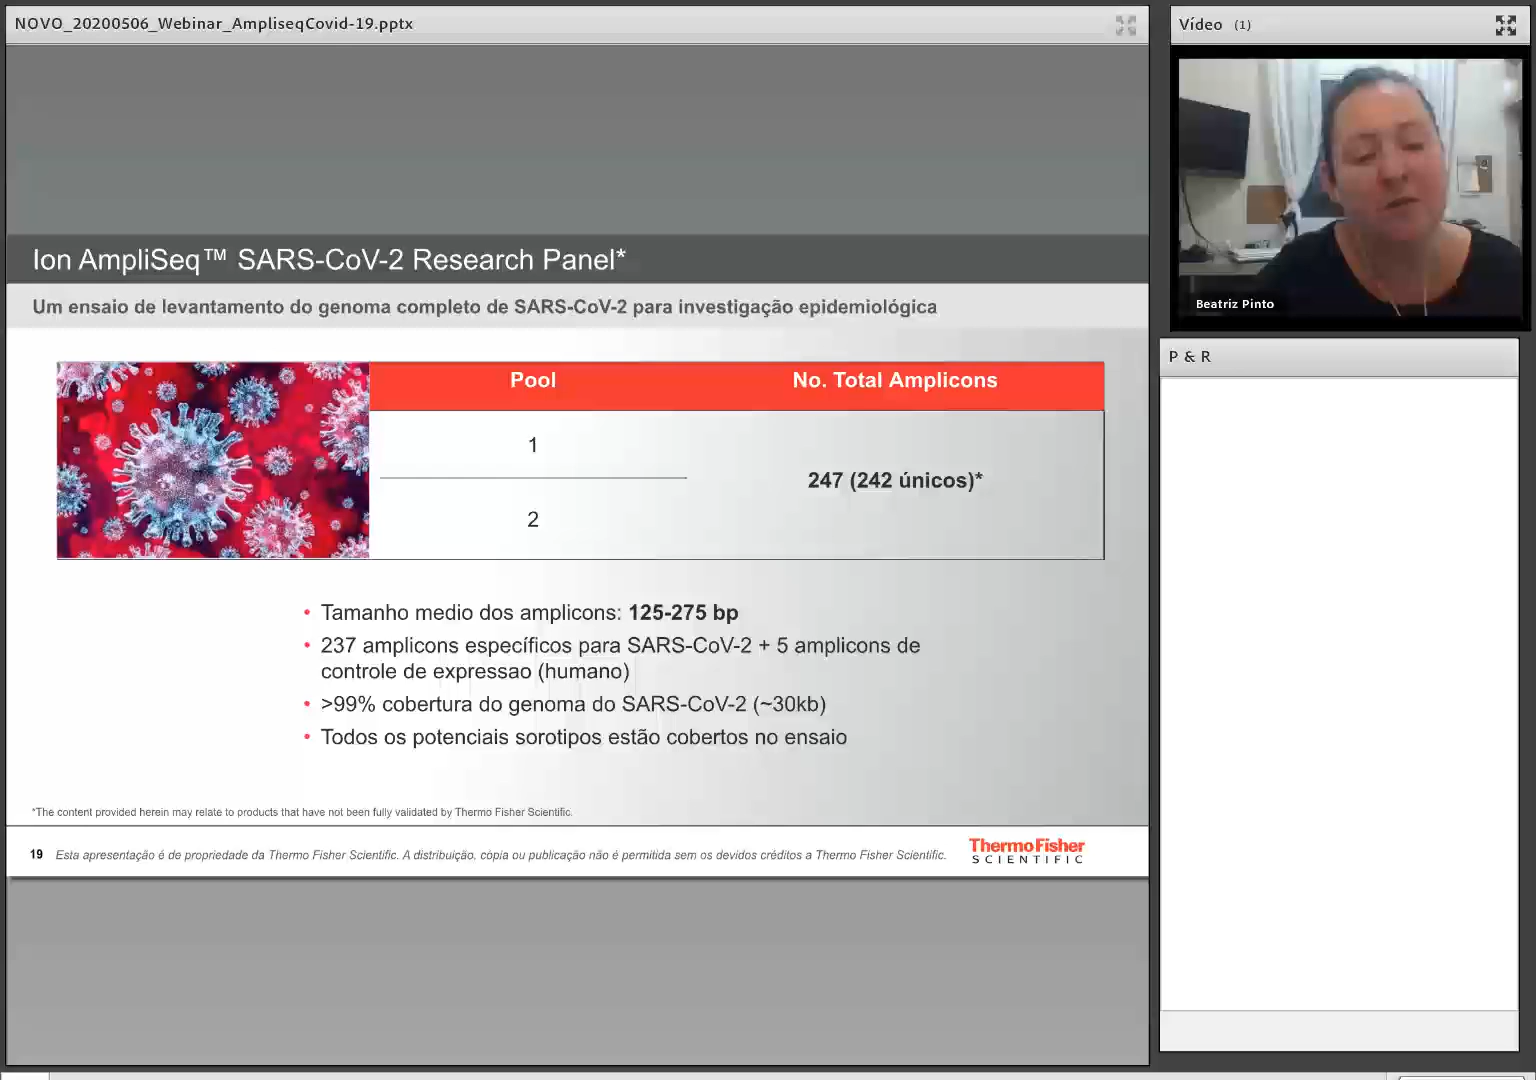 NOVO_20200506_Webinar_AmpliseqCovid-19.pptx
Ion AmpliSeq™ SARS-CoV-2 Research Panel*
Um ensaio de levantamento do genoma completo de SARS-CoV-2 para investigação epidemiológica
Pool
No. Total Amplicons
1
247 (242 únicos)*
2
• Tamanho medio dos amplicons: 125-275 bp
• 237 amplicons específicos para SARS-CoV-2 + 5 amplicons de
controle de expressao (humano)
• >99% cobertura do genoma do SARS-CoV-2 (~30kb)
• Todos os potenciais sorotipos estão cobertos no ensaio
*The content provided herein may relate to products that have not been fully validated by Thermo Fisher Scientific.
19 Esta apresentação é de propriedade da Thermo Fisher Scientific. A distribuição, cópia ou publicação não é permitida sem os devidos créditos a Thermo Fisher Scientific.
ThermoFisher
SCIENTIFIC
Vídeo (1)
Beatriz Pinto
P & R